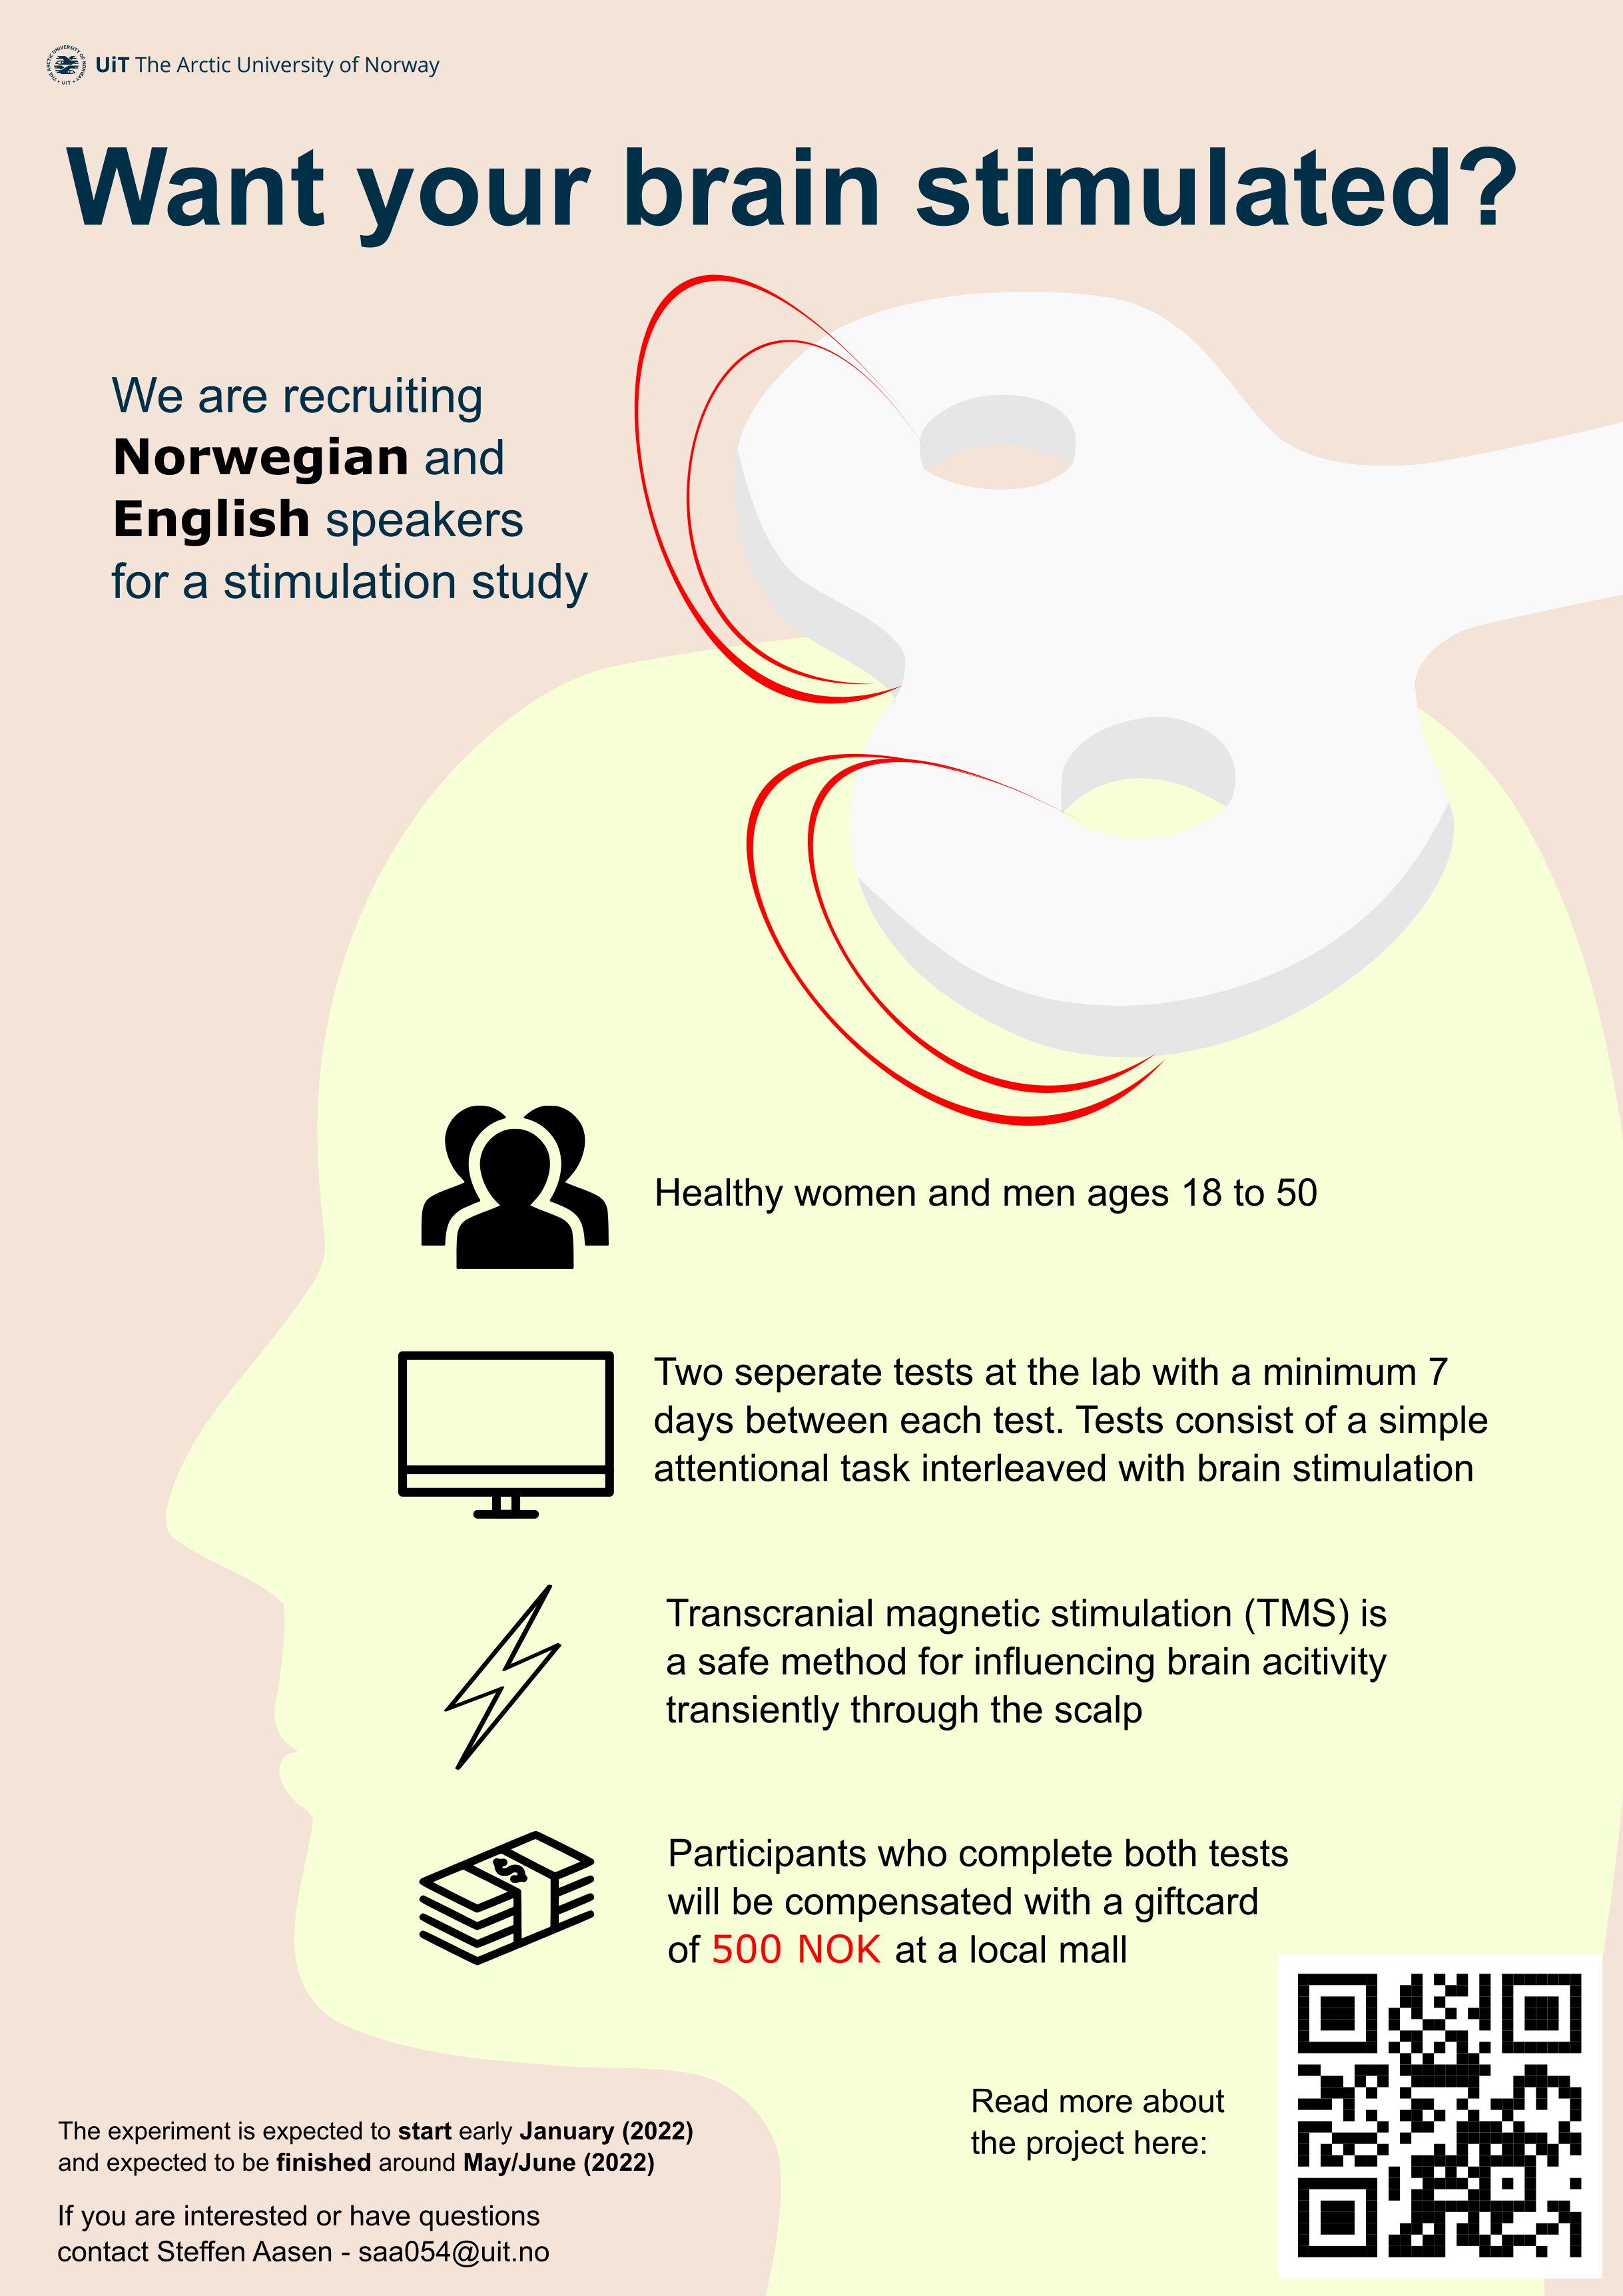 UiT The Arctic University of Norway
Want your brain stimulated?
We are recruiting
Norwegian and
English speakers
for a stimulation study
Healthy women and men ages 18 to 50
Two seperate tests at the lab with a minimum 7
days between each test. Tests consist of a simple
attentional task interleaved with brain stimulation
Transcranial magnetic stimulation (TMS) is
a safe method for influencing brain acitivity
transiently through the scalp
Participants who complete both tests
will be compensated with a giftcard
of 500 NOK at a local mall
Read more about
the project here:
The experiment is expected to start early January (2022)
and expected to be finished around May/June (2022)
If you are interested or have questions
contact Steffen Aasen - saa054@uit.no